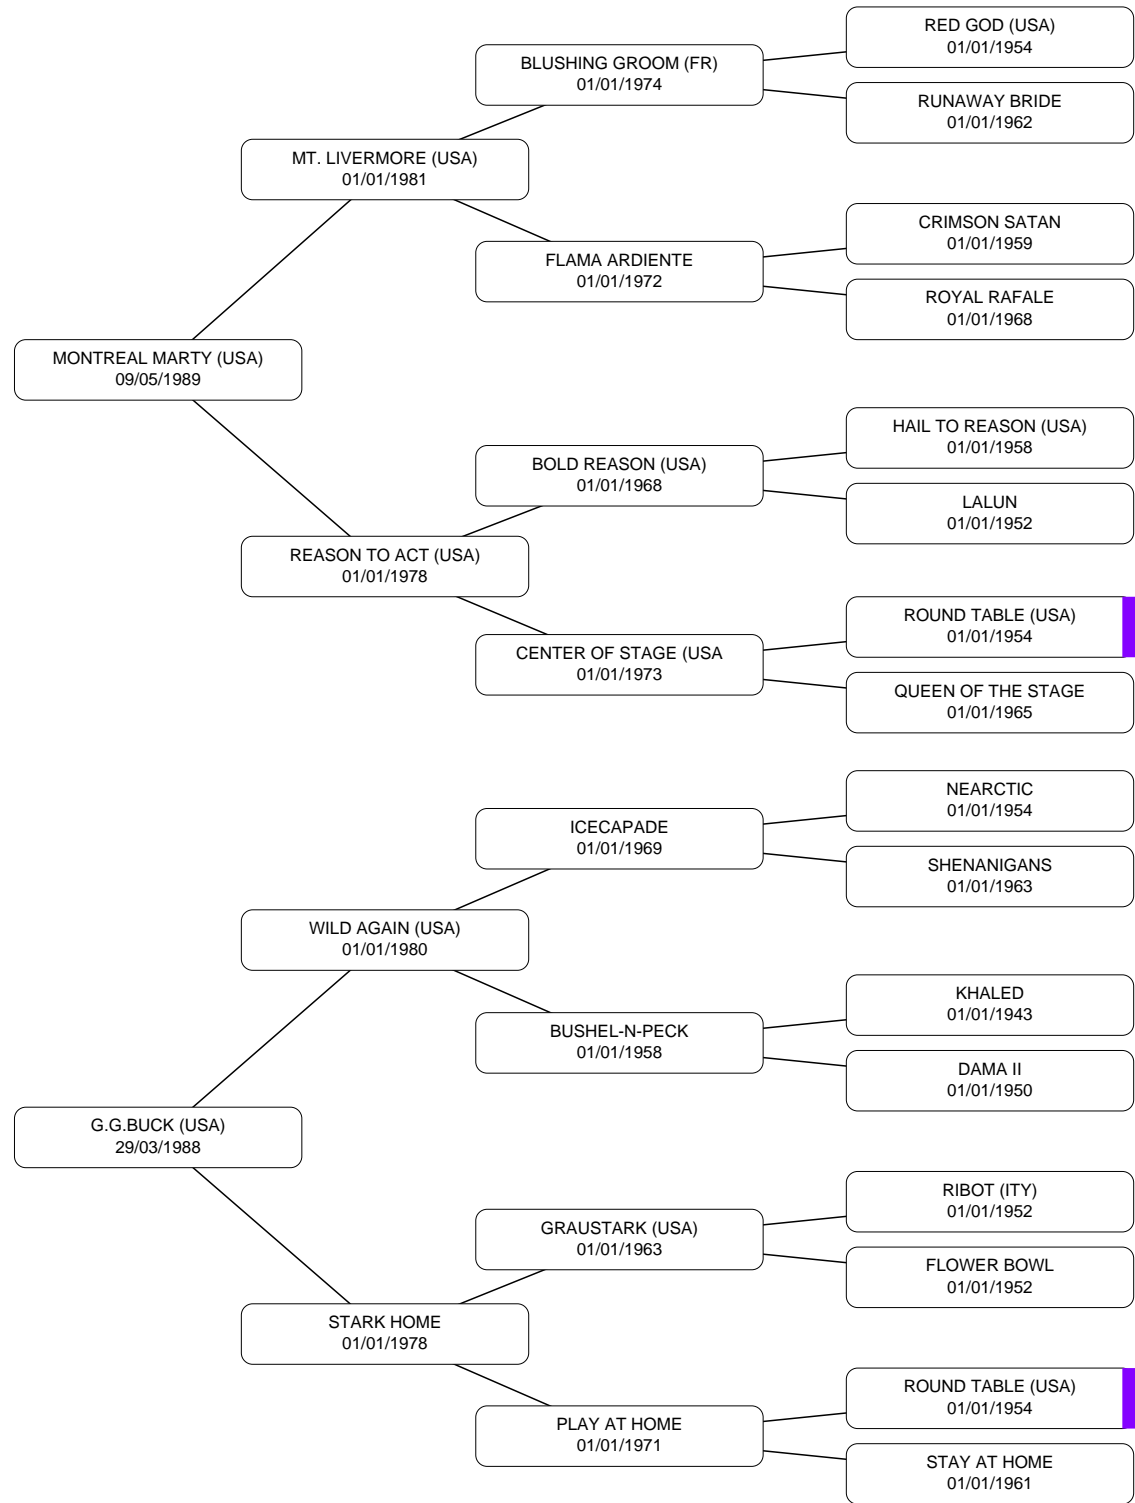 RED GOD (USA)
01/01/1954
BLUSHING GROOM (FR)
01/01/1974
RUNAWAY BRIDE
01/01/1962
MT. LIVERMORE (USA)
01/01/1981
CRIMSON SATAN
01/01/1959
FLAMA ARDIENTE
01/01/1972
ROYAL RAFALE
01/01/1968
MONTREAL MARTY (USA)
09/05/1989
HAIL TO REASON (USA)
01/01/1958
BOLD REASON (USA)
01/01/1968
LALUN
01/01/1952
REASON TO ACT (USA)
01/01/1978
ROUND TABLE (USA)
01/01/1954
CENTER OF STAGE (USA
01/01/1973
QUEEN OF THE STAGE
01/01/1965
NEARCTIC
01/01/1954
ICECAPADE
01/01/1969
SHENANIGANS
01/01/1963
WILD AGAIN (USA)
01/01/1980
KHALED
01/01/1943
BUSHEL-N-PECK
01/01/1958
DAMA II
01/01/1950
G.G.BUCK (USA)
29/03/1988
RIBOT (ITY)
01/01/1952
GRAUSTARK (USA)
01/01/1963
FLOWER BOWL
01/01/1952
STARK HOME
01/01/1978
ROUND TABLE (USA)
01/01/1954
PLAY AT HOME
01/01/1971
STAY AT HOME
01/01/1961